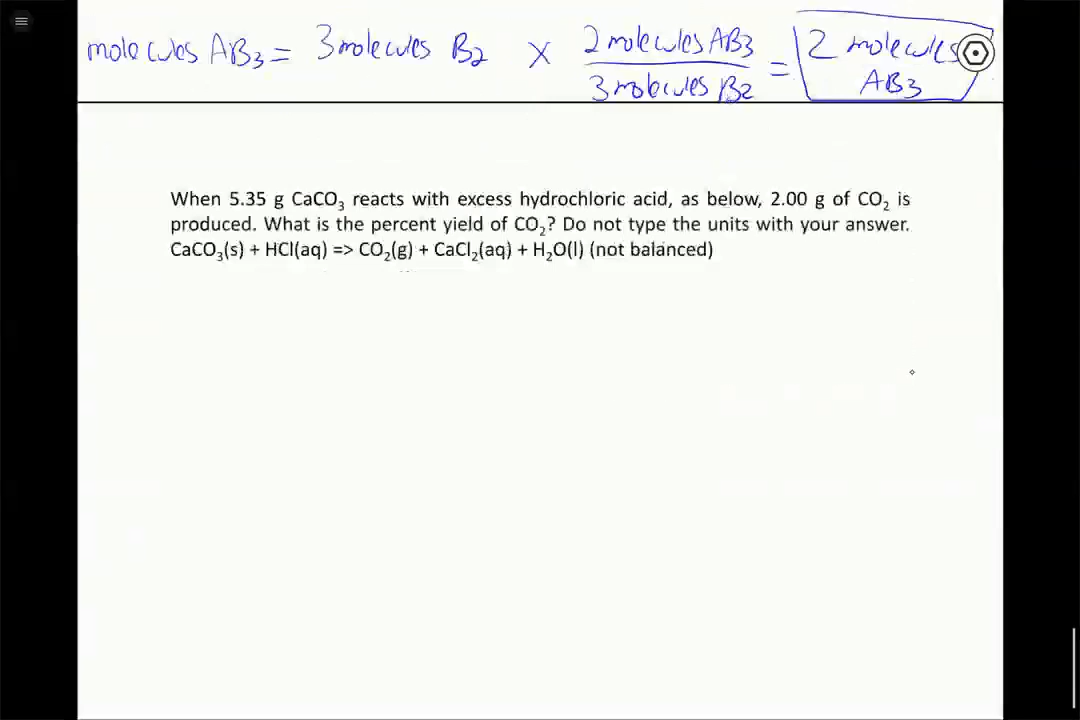 molecules AB3 = 3 molecules B2 × 2 molecules AB3 / 3 molecules B2 = 2 molecules AB3
When 5.35 g CaCO₃ reacts with excess hydrochloric acid, as below, 2.00 g of CO₂ is
produced. What is the percent yield of CO₂? Do not type the units with your answer.
CaCO₃(s) + HCl(aq) => CO₂(g) + CaCl₂(aq) + H₂O(l) (not balanced)